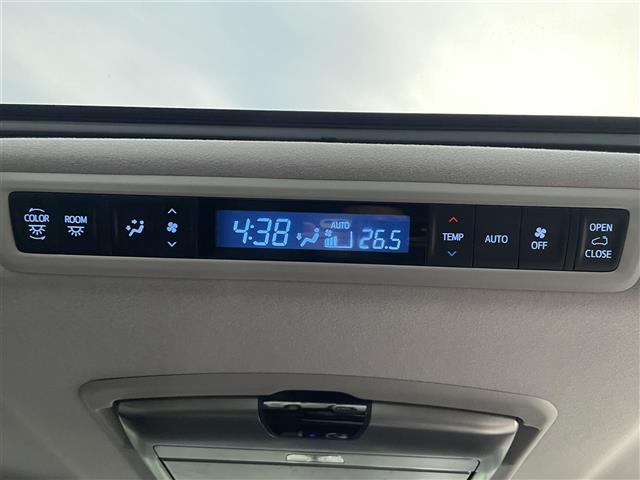 COLOR
ROOM
4:38
AUTO
26.5
TEMP
AUTO
OFF
OPEN
CLOSE